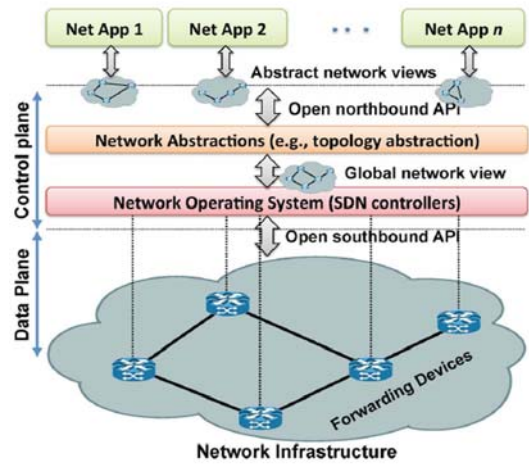 Net App 1 Net App 2 Net App n
Abstract network views
Open northbound API
Network Abstractions (e.g., topology abstraction)
Global network view
Network Operating System (SDN controllers)
Open southbound API
Control plane
Data Plane
Forwarding Devices
Network Infrastructure